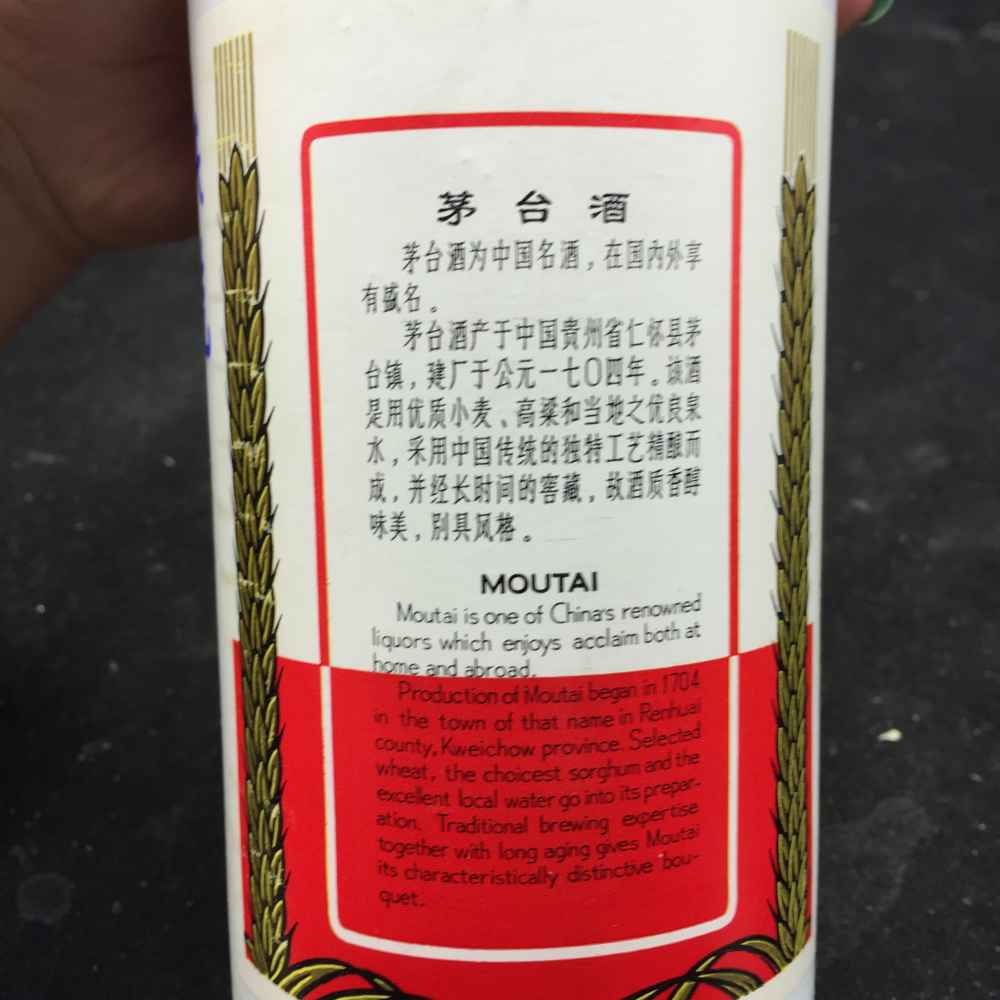 茅台酒
茅台酒为中国名酒，在国内外享
有盛名。
茅台酒产于中国贵州省仁怀县茅
台镇，建厂于公元一七〇四年。该酒
是用优质小麦、高粱和当地之优良泉
水，采用中国传统的独特工艺精酿而
成，并经长时间的窖藏，故酒质香醇
味美，别具风格。
MOUTAI
Moutai is one of China's renowned
liquors which enjoys acclaim both at
home and abroad.
Production of Moutai began in 1704
in the town of that name in Renhuai
county, Kweichow province. Selected
wheat, the choicest sorghum and the
excellent local water go into its prepar-
ation. Traditional brewing expertise
together with long aging gives Moutai
its characteristically distinctive bou-
quet.